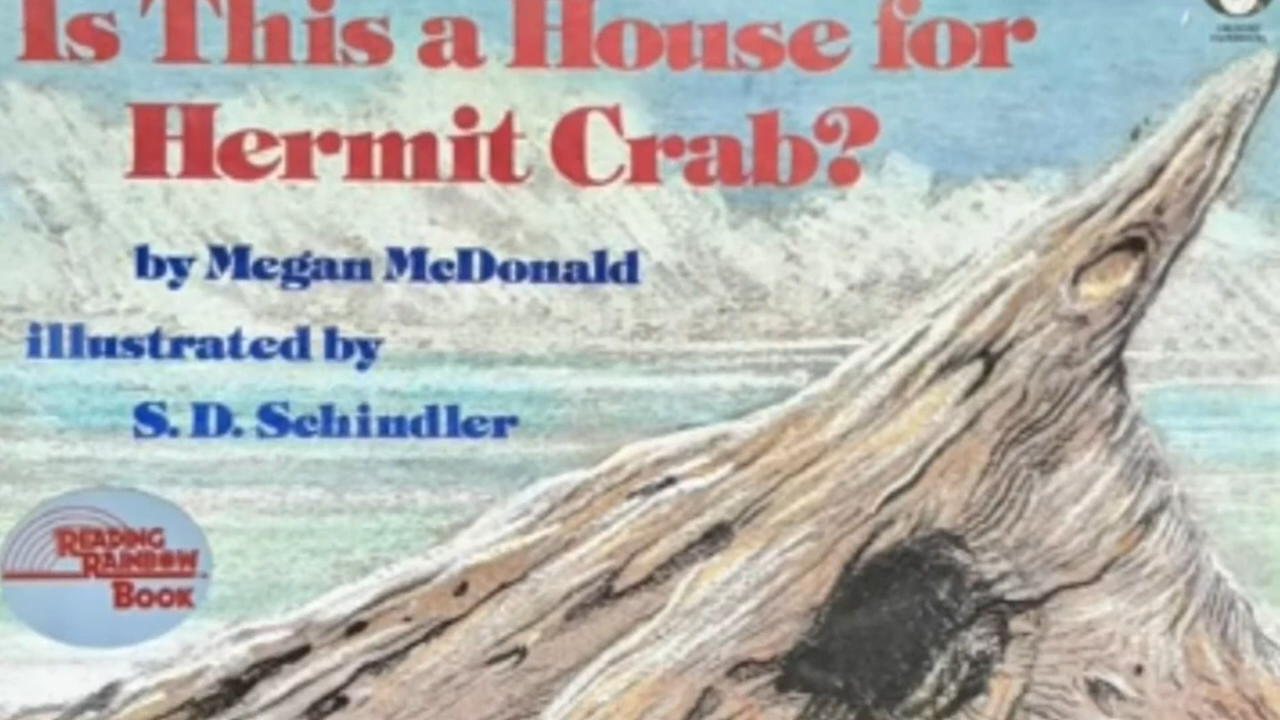 Is This a House for
Hermit Crab?
by Megan McDonald
illustrated by
S. D. Schindler
READING
RAINBOW
BOOK